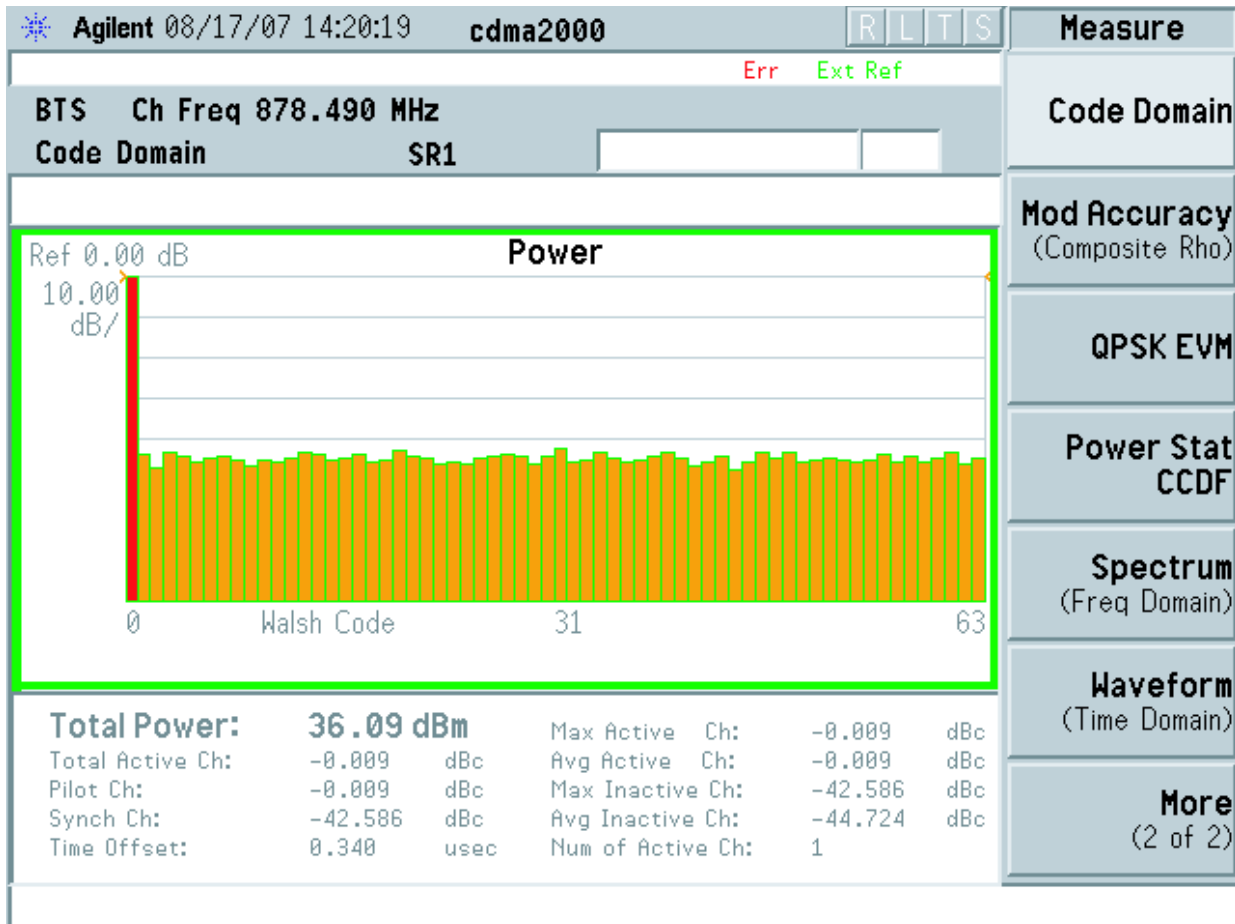 Agilent 08/17/07 14:20:19 cdma2000 R L T S
Err Ext Ref
BTS Ch Freq 878.490 MHz
Code Domain SR1
Ref 0.00 dB Power
10.00
dB/
0 Walsh Code 31 63
Total Power: 36.09 dBm
Total Active Ch: -0.009 dBc
Pilot Ch: -0.009 dBc
Synch Ch: -42.586 dBc
Time Offset: 0.340 usec
Max Active Ch: -0.009 dBc
Avg Active Ch: -0.009 dBc
Max Inactive Ch: -42.586 dBc
Avg Inactive Ch: -44.724 dBc
Num of Active Ch: 1
Measure
Code Domain
Mod Accuracy
(Composite Rho)
QPSK EVM
Power Stat
CCDF
Spectrum
(Freq Domain)
Waveform
(Time Domain)
More
(2 of 2)